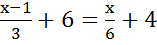 (x−1)/3 + 6 = x/6 + 4